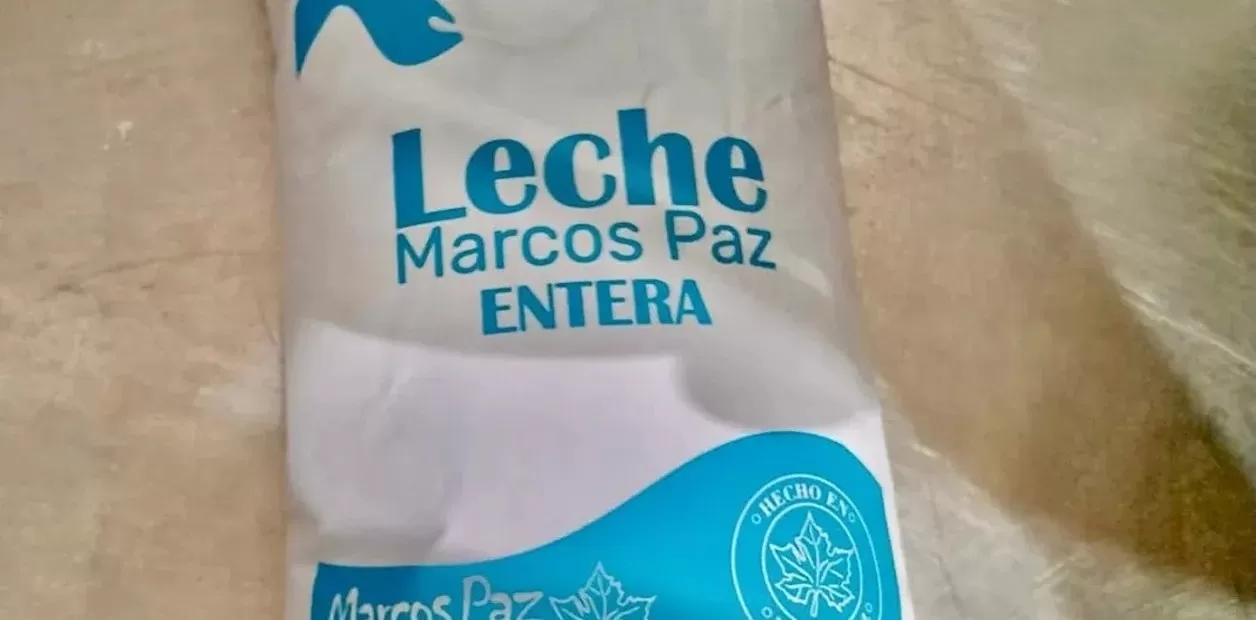 Leche
Marcos Paz
ENTERA
HECHO EN
Marcos Paz